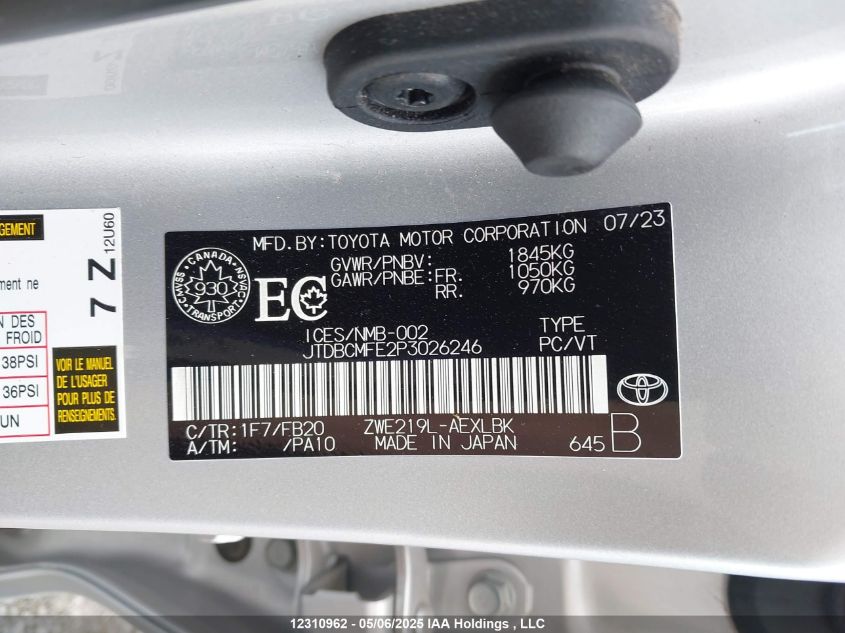 MFD.BY:TOYOTA MOTOR CORPORATION 07/23
GVWR/PNBV: 1845KG
GAWR/PNBE:FR: 1050KG
RR: 970KG
CANADA
CMVSS NSVAC
930
TRANSPORT
EC
ICES/NMB-002 TYPE
JTDBCMFE2P3026246 PC/VT
C/TR:1F7/FB20 ZWE219L-AEXLBK
A/TM: /PA10 MADE IN JAPAN 645 B
GEMENT
ment ne
N DES
FROID
38PSI
36PSI
UN
VOIR LE
MANUEL
DE L'USAGER
POUR PLUS DE
RENSEIGNEMENTS.
7 Z
12U60
12310962 - 05/06/2025 IAA Holdings, LLC